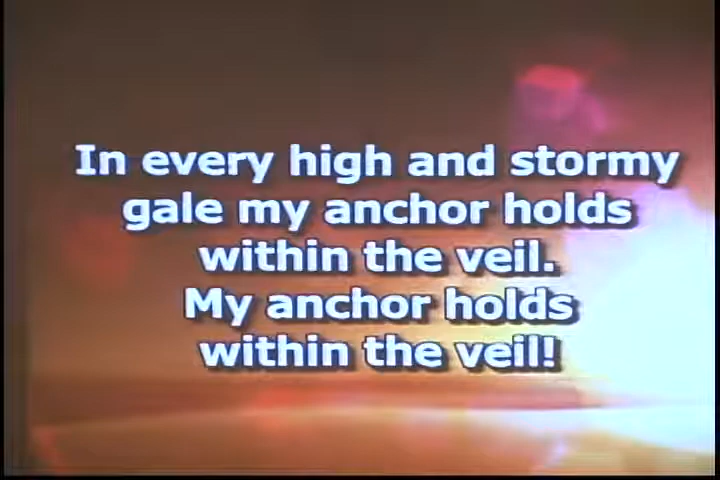 In every high and stormy
gale my anchor holds
within the veil.
My anchor holds
within the veil!